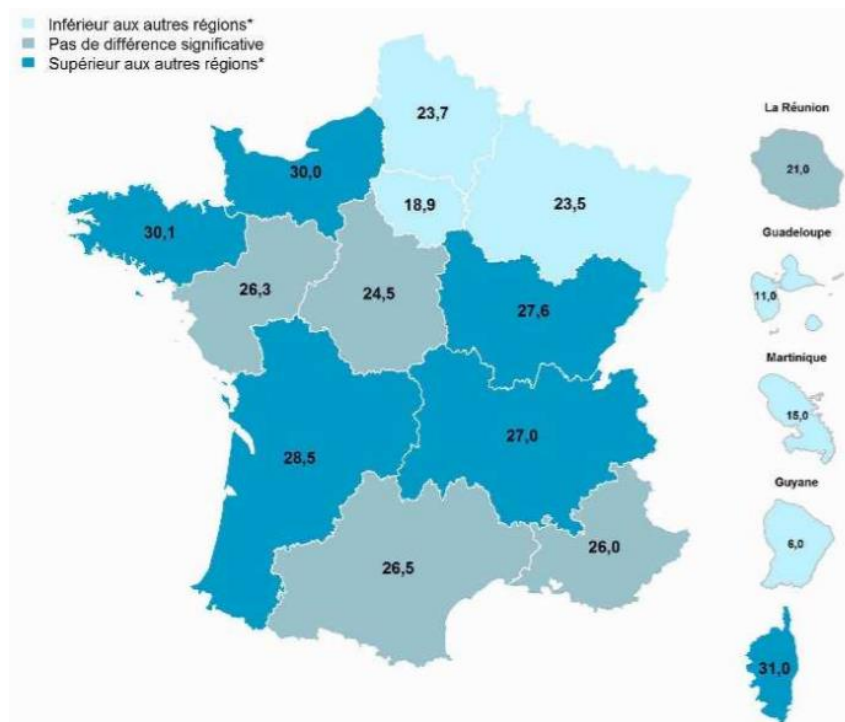 Inférieur aux autres régions*
Pas de différence significative
Supérieur aux autres régions*
23,7
La Réunion
30,0
21,0
18,9
23,5
30,1
Guadeloupe
26,3
24,5
11,0
27,6
Martinique
15,0
28,5
27,0
Guyane
6,0
26,5
26,0
31,0